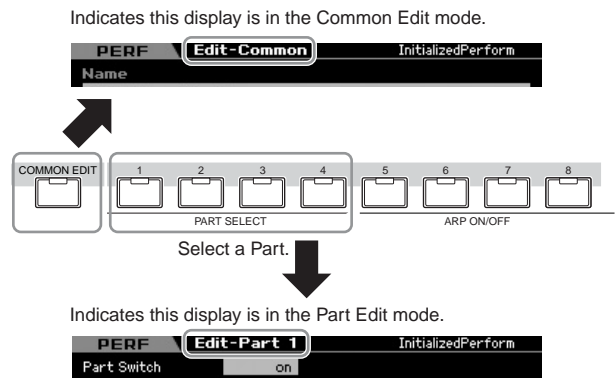 Indicates this display is in the Common Edit mode.
PERF Edit-Common InitializedPerform
Name
COMMON EDIT 1 2 3 4 5 6 7 8
PART SELECT ARP ON/OFF
Select a Part.
Indicates this display is in the Part Edit mode.
PERF Edit-Part 1 InitializedPerform
Part Switch on